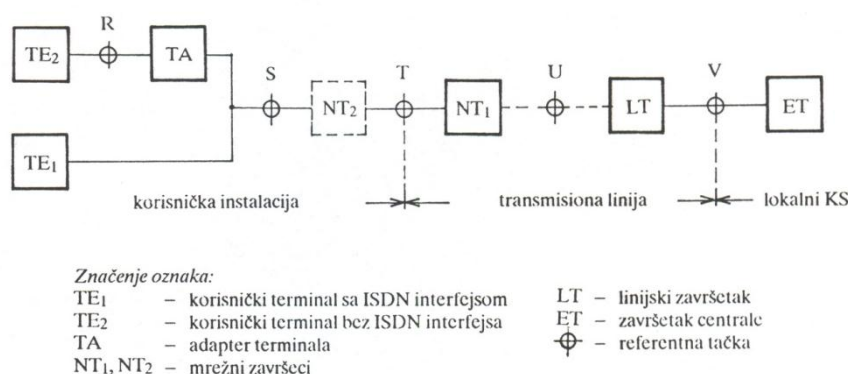 R
TE₂
TA
S
T
U
V
NT₂
NT₁
LT
ET
TE₁
korisnička instalacija
transmisiona linija
lokalni KS
Značenje oznaka:
TE₁ – korisnički terminal sa ISDN interfejsom
TE₂ – korisnički terminal bez ISDN interfejsa
TA – adapter terminala
NT₁, NT₂ – mrežni završeci
LT – linijski završetak
ET – završetak centrale
– referentna tačka